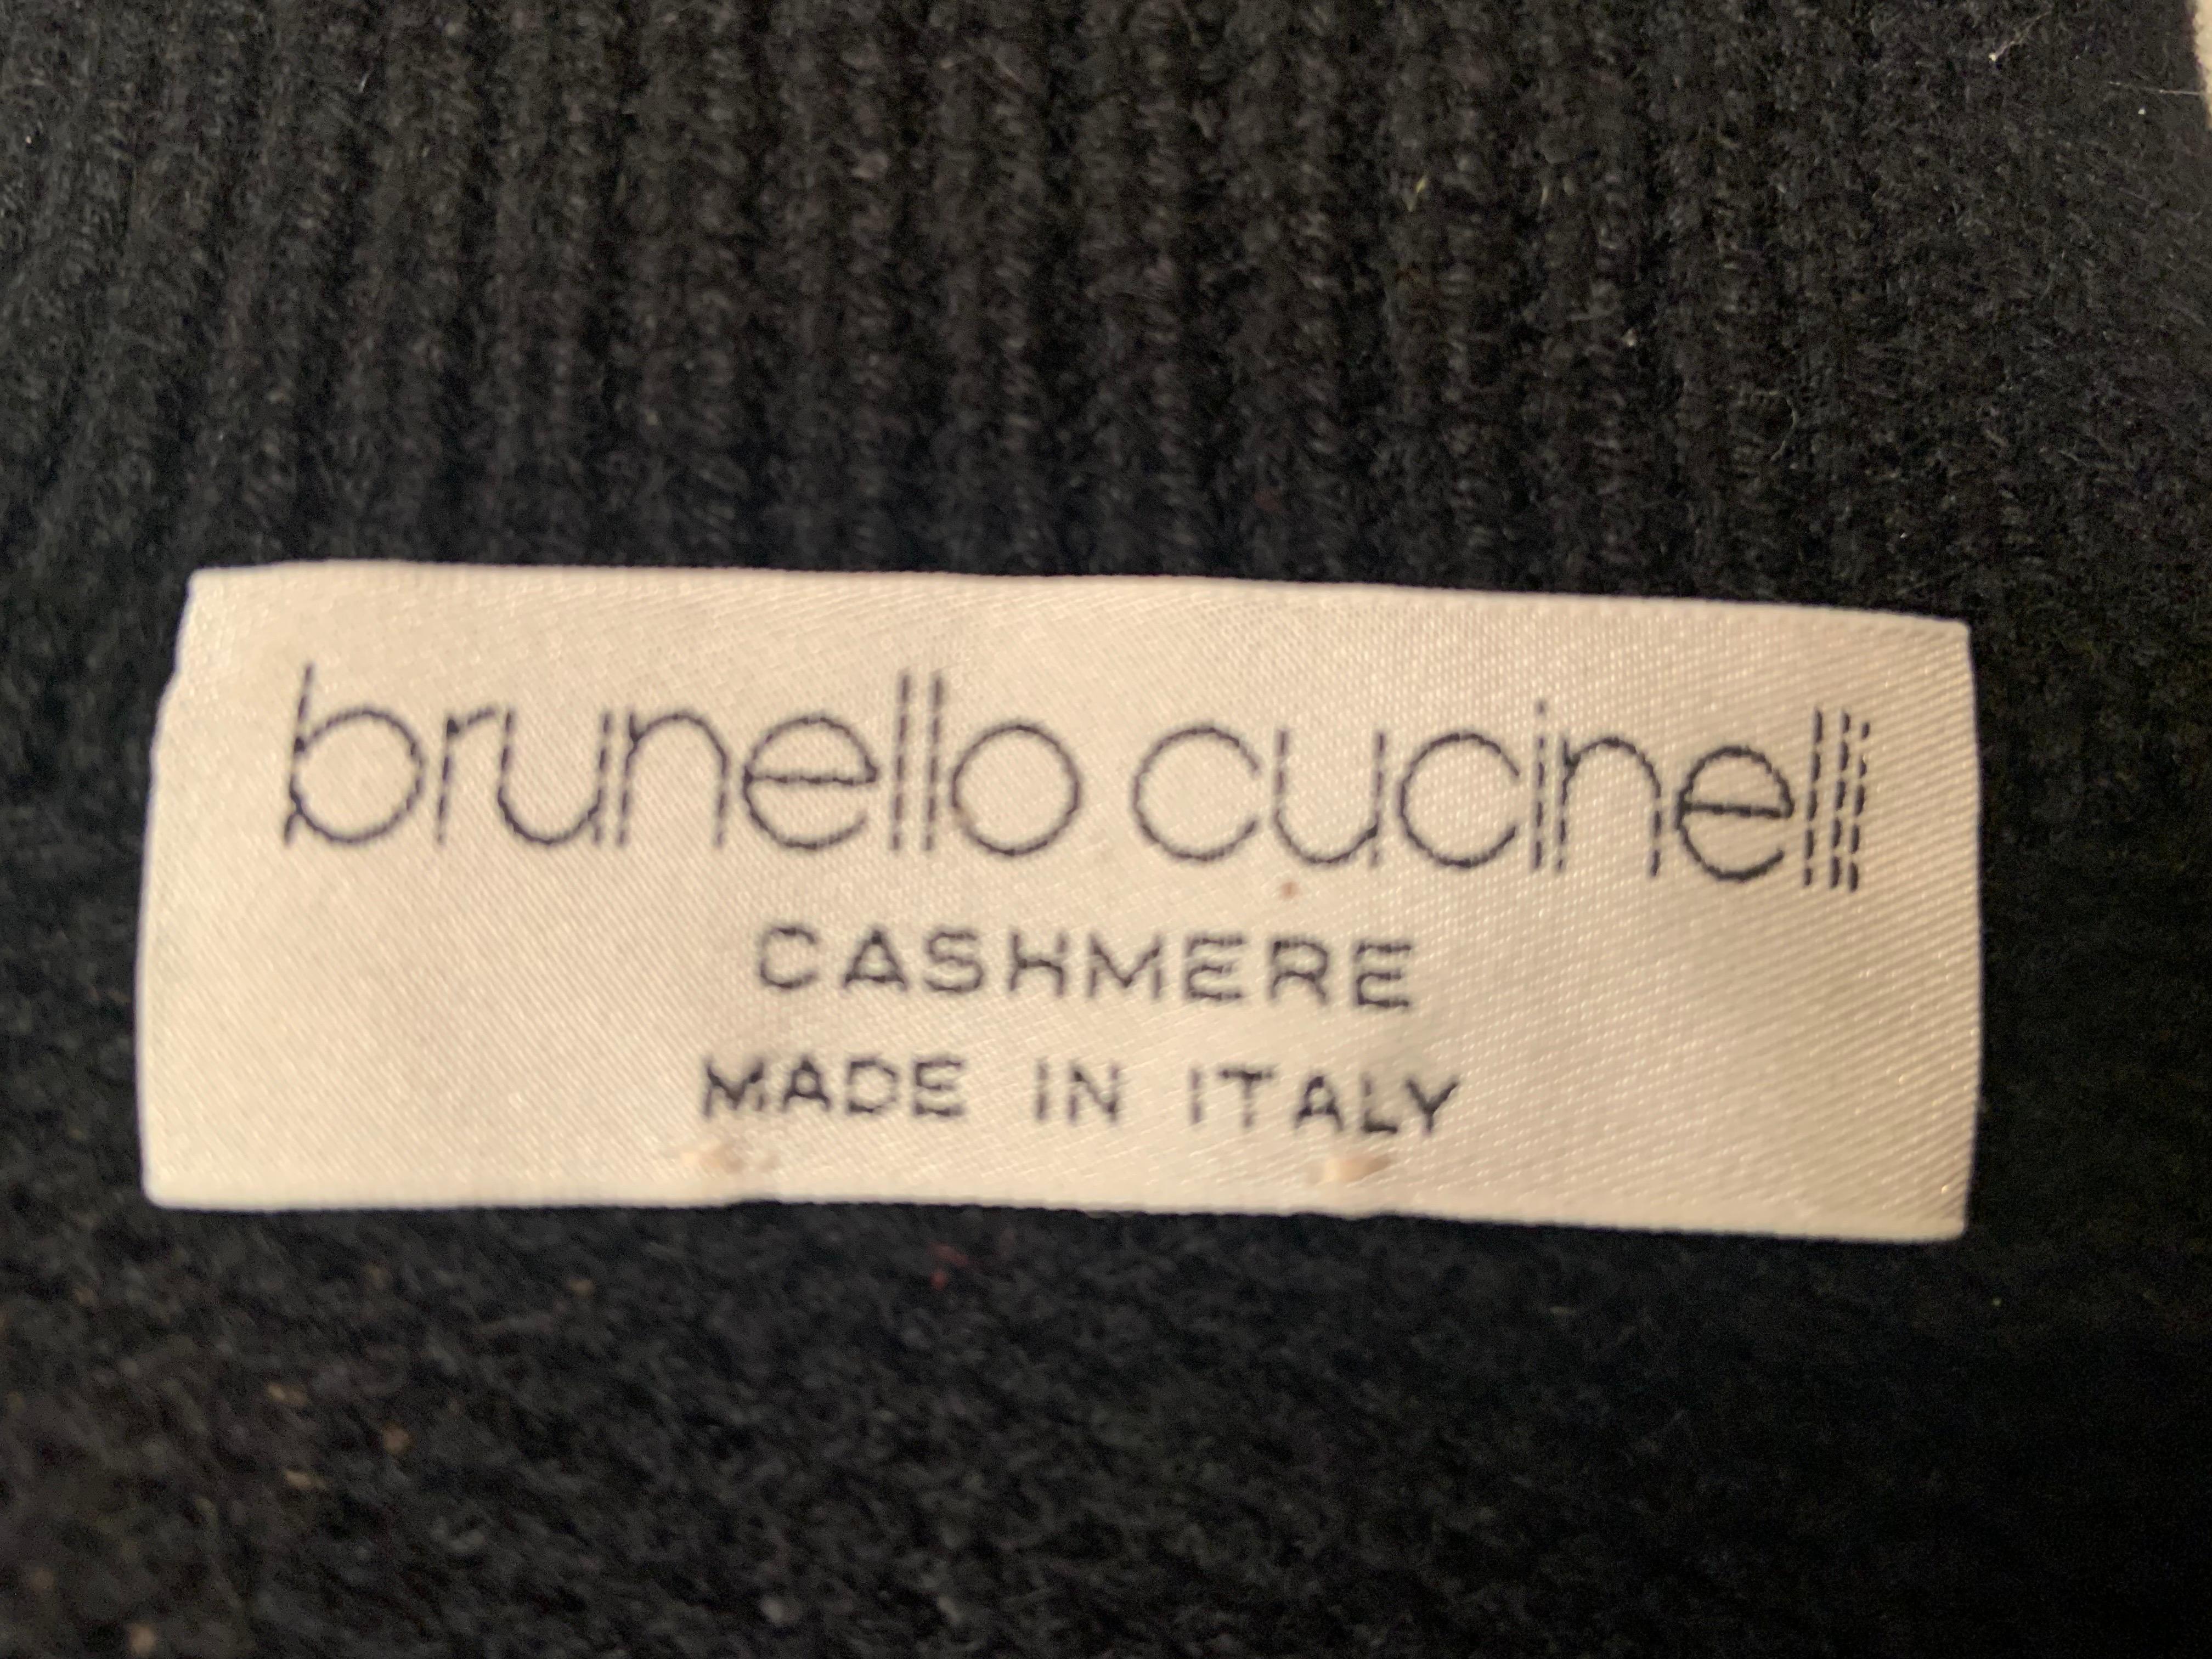 brunello cucinelli
CASHMERE
MADE IN ITALY